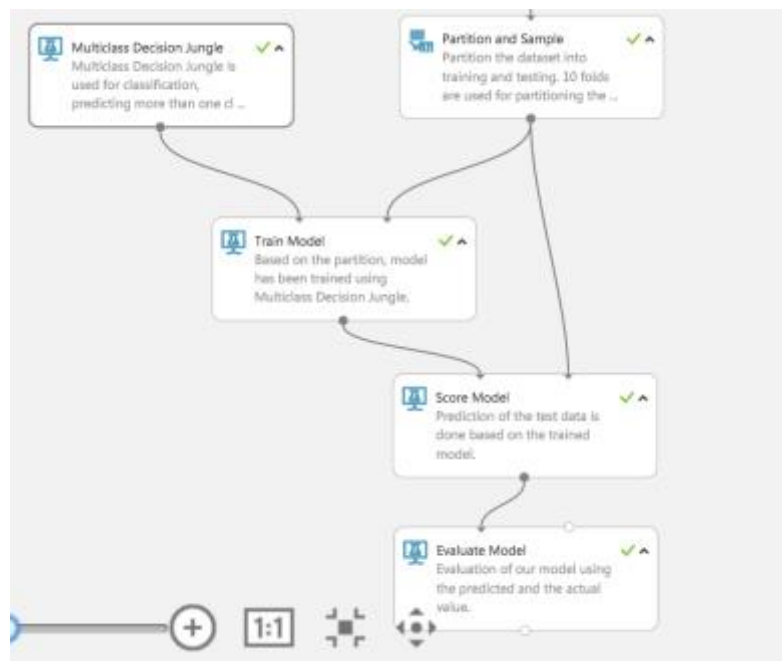 Multiclass Decision Jungle
Multiclass Decision Jungle is
used for classification,
predicting more than one cl ...
Partition and Sample
Partition the dataset into
training and testing. 10 folds
are used for partitioning the ...
Train Model
Based on the partition, model
has been trained using
Multiclass Decision Jungle.
Score Model
Prediction of the test data is
done based on the trained
model.
Evaluate Model
Evaluation of our model using
the predicted and the actual
value.
1:1